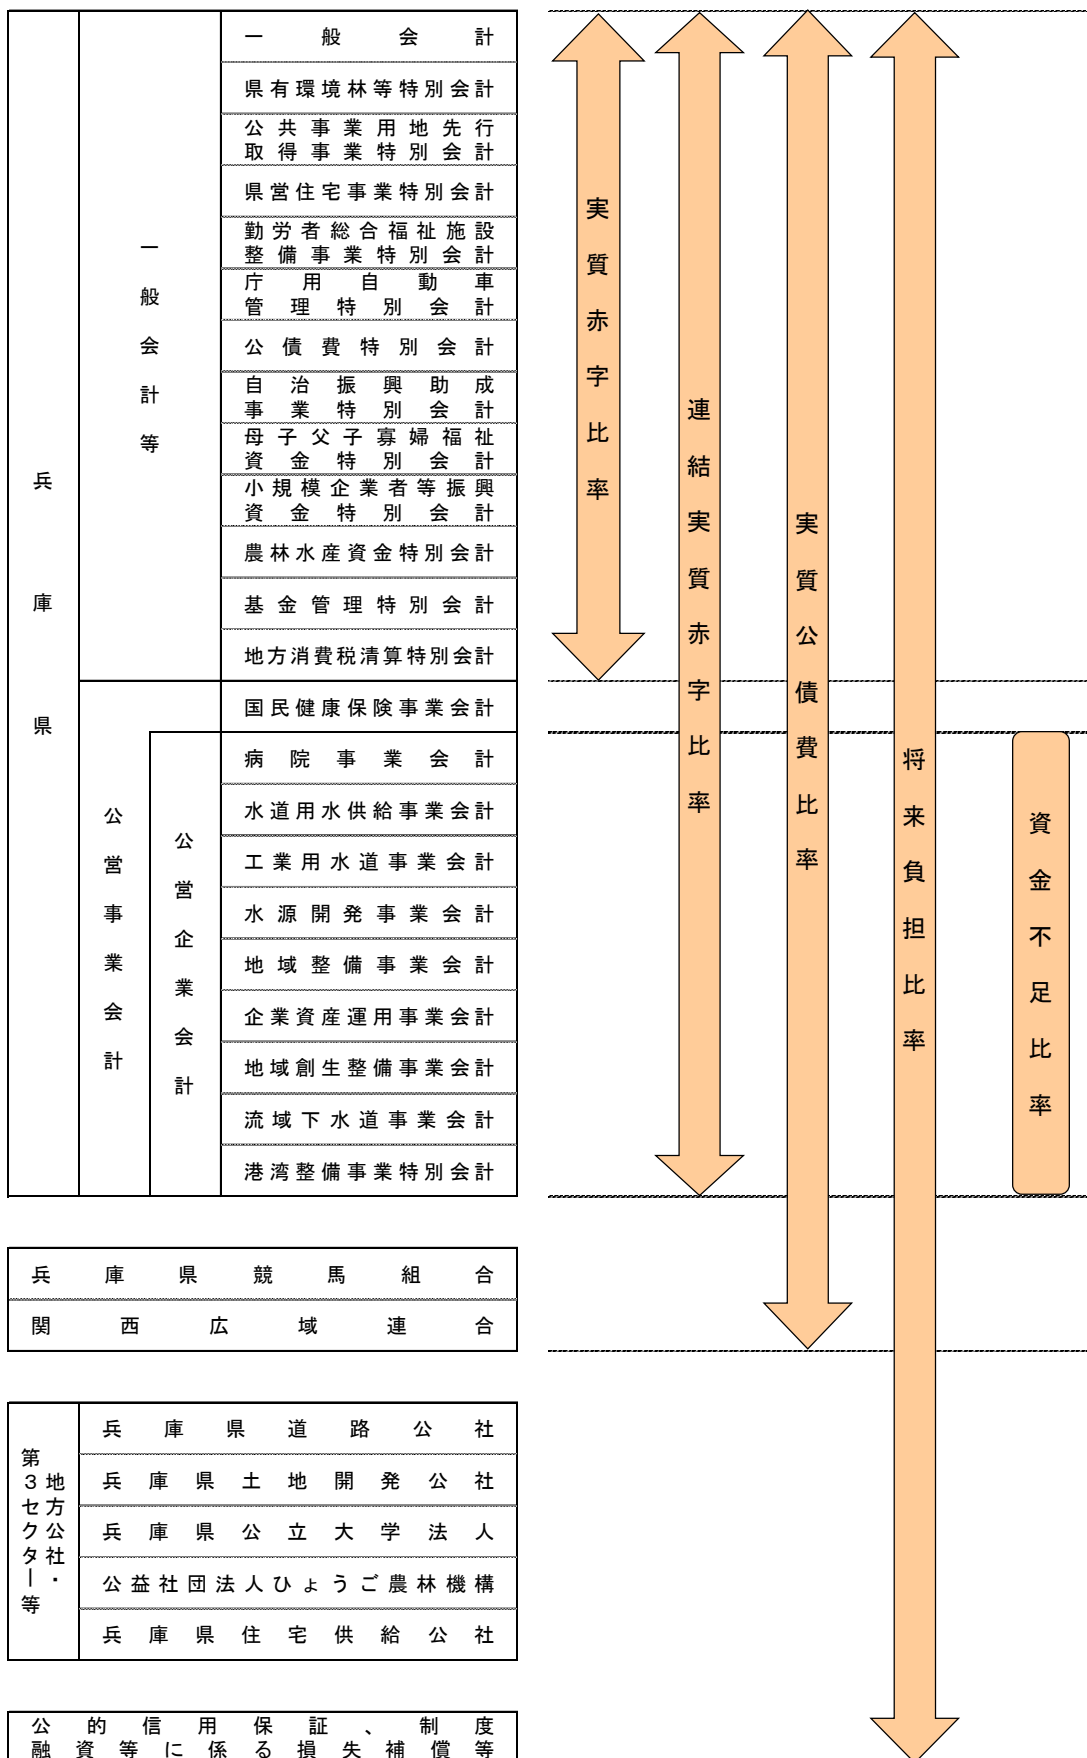 兵庫県
一般会計等
一般会計
県有環境林等特別会計
公共事業用地先行
取得事業特別会計
県営住宅事業特別会計
勤労者総合福祉施設
整備事業特別会計
庁用自動車
管理特別会計
公債費特別会計
自治振興助成
事業特別会計
母子父子寡婦福祉
資金特別会計
小規模企業者等振興
資金特別会計
農林水産資金特別会計
基金管理特別会計
地方消費税清算特別会計
公営事業会計
国民健康保険事業会計
公営企業会計
病院事業会計
水道用水供給事業会計
工業用水道事業会計
水源開発事業会計
地域整備事業会計
企業資産運用事業会計
地域創生整備事業会計
流域下水道事業会計
港湾整備事業特別会計
兵庫県競馬組合
関西広域連合
地方公社・
第3セクター等
兵庫県道路公社
兵庫県土地開発公社
兵庫県公立大学法人
公益社団法人ひょうご農林機構
兵庫県住宅供給公社
公的信用保証、制度
融資等に係る損失補償等
実質赤字比率
連結実質赤字比率
実質公債費比率
将来負担比率
資金不足比率